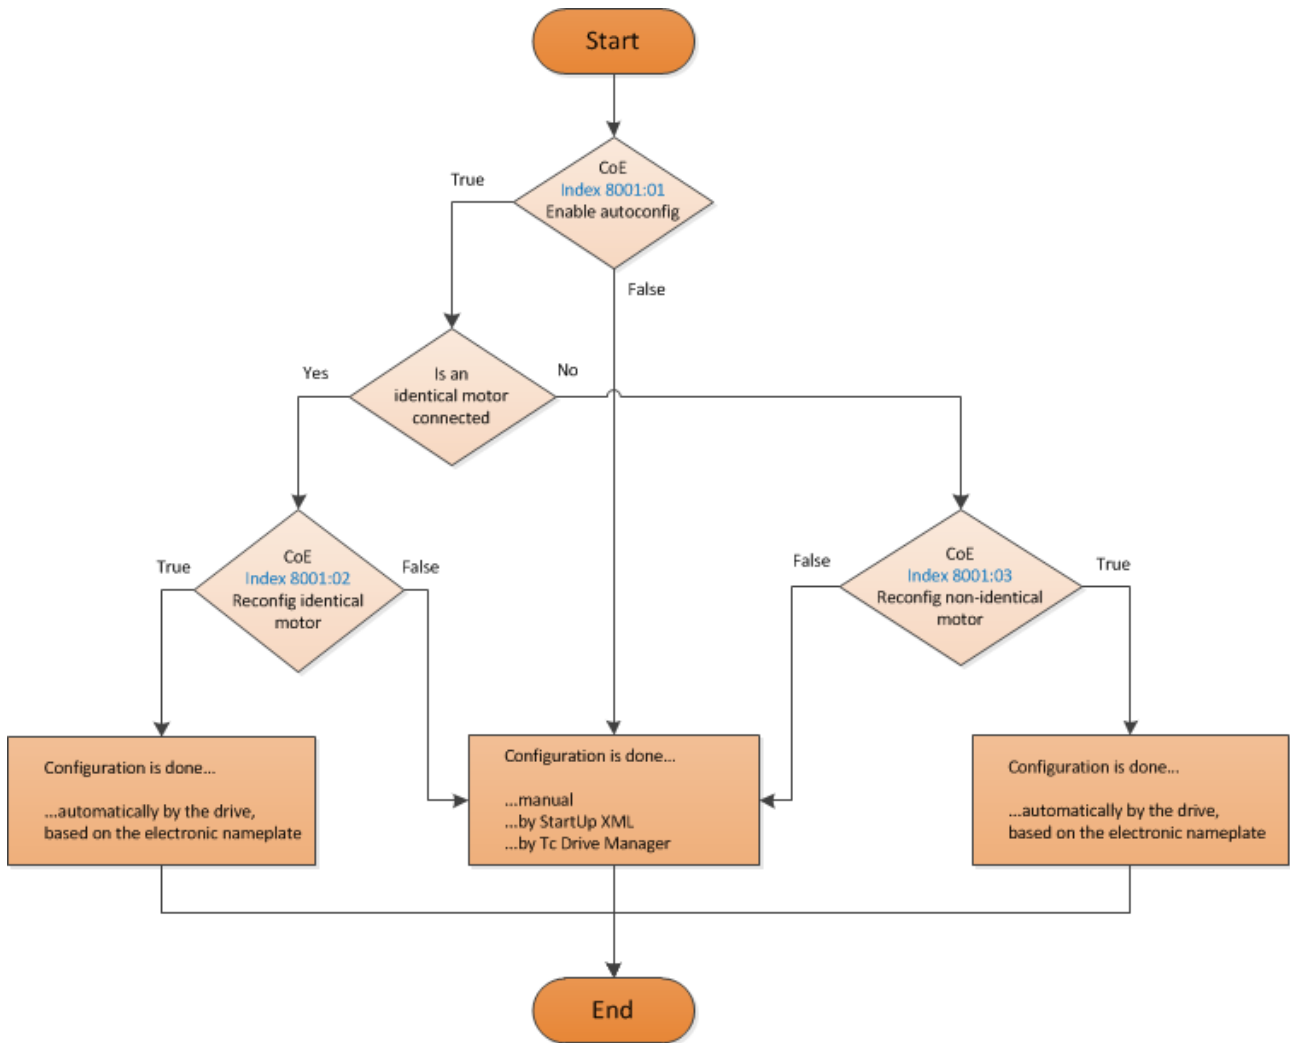 Start
CoE
Index 8001:01
Enable autoconfig
True
False
Is an
identical motor
connected
Yes
No
CoE
Index 8001:02
Reconfig identical
motor
True
False
CoE
Index 8001:03
Reconfig non-identical
motor
False
True
Configuration is done...
...automatically by the drive,
based on the electronic nameplate
Configuration is done...
...manual
...by StartUp XML
...by Tc Drive Manager
Configuration is done...
...automatically by the drive,
based on the electronic nameplate
End